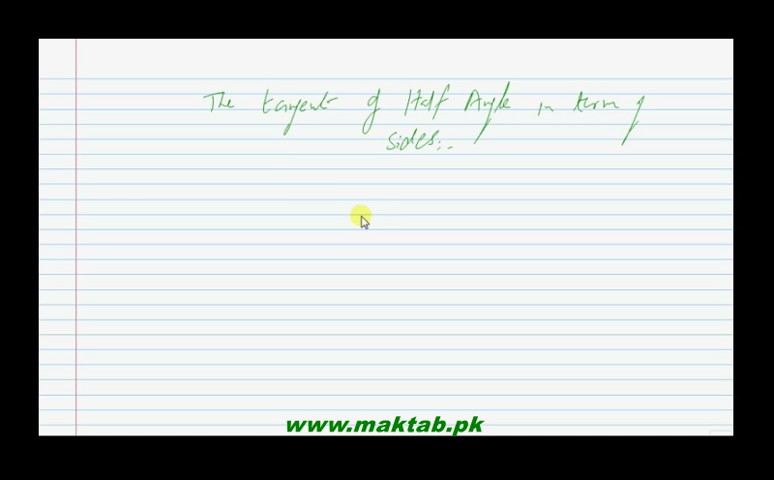 The tangent of Half Angle in term of
sides:-
www.maktab.pk